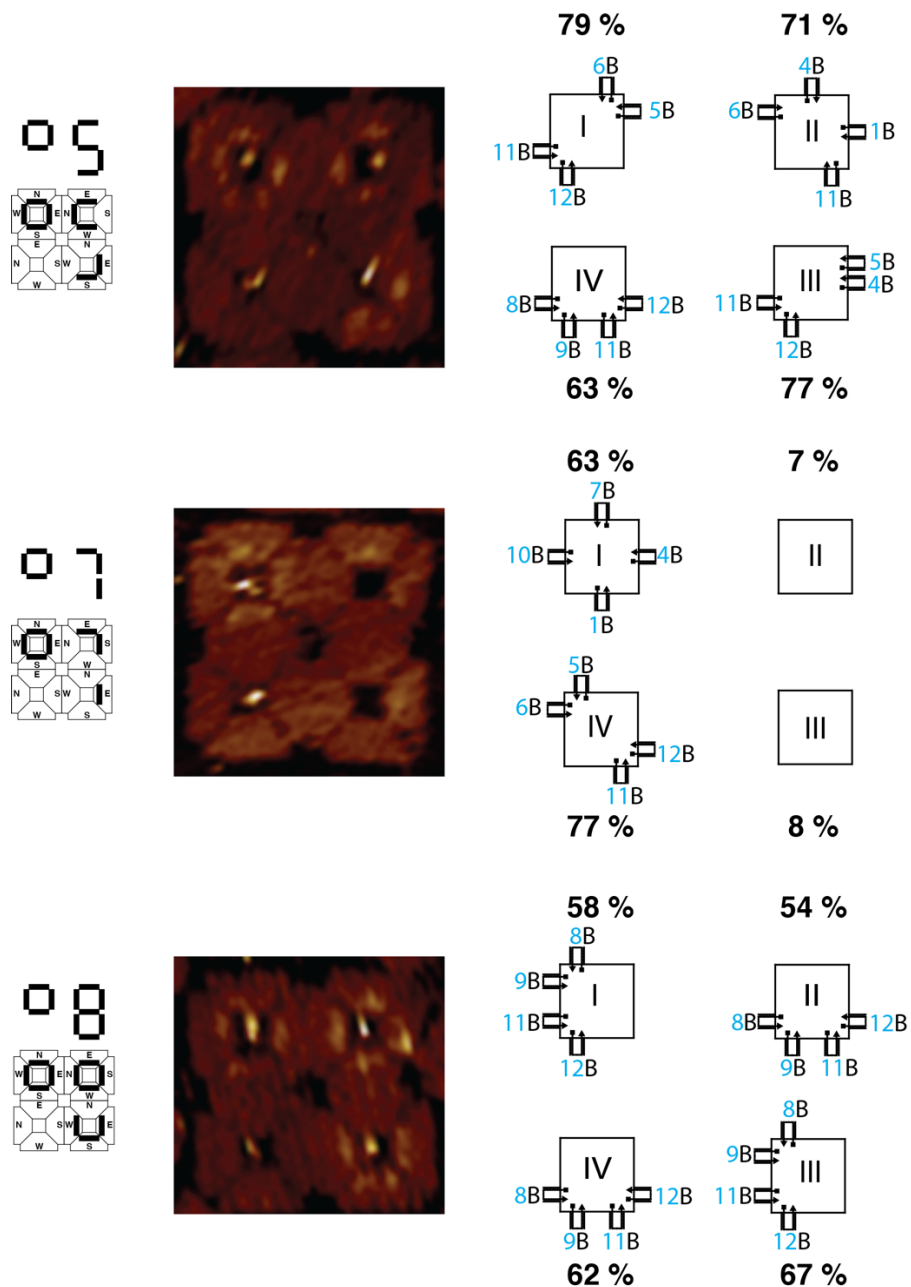 79 % 71 %
6B 4B
5B 6B
I II
1B
11B
12B 11B
o 5
N E
W E N S
S W
E N
N S W E
W S
IV III
5B
4B
8B 12B 11B
9B 11B 12B
63 % 77 %
63 % 7 %
7B
10B I 4B II
1B
o 7
N E
W E N S
S W
E N
N S W E
W S
5B
6B IV III
12B
11B
77 % 8 %
58 % 54 %
8B
9B I II
11B 8B 12B
12B 9B 11B
o 8
N E
W E N S
S W
E N
N S W E
W S
8B
9B
IV III
8B 12B 11B
9B 11B 12B
62 % 67 %